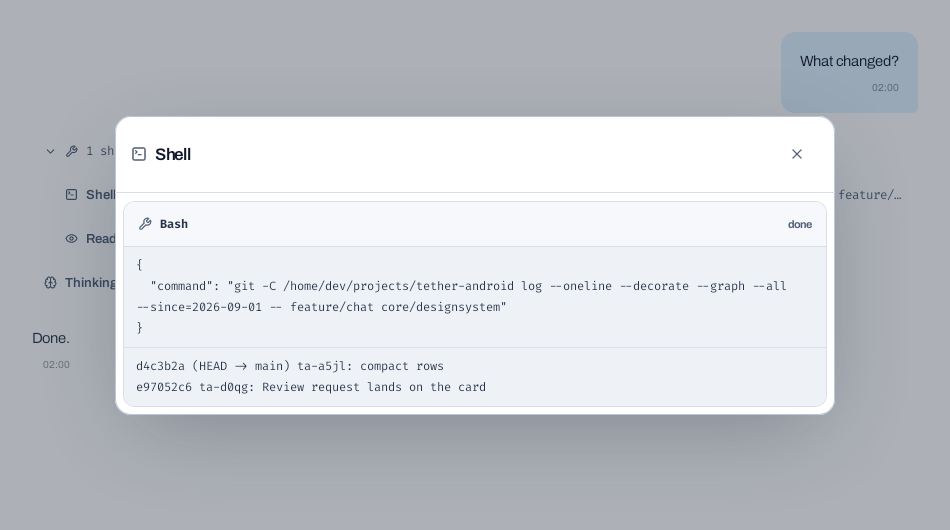 What changed?
02:00
1 sh
Shell
Shell
feature/…
Bash
done
Read
{
"command": "git -C /home/dev/projects/tether-android log --oneline --decorate --graph --all
--since=2026-09-01 -- feature/chat core/designsystem"
}
Thinking
Done.
02:00
d4c3b2a (HEAD -> main) ta-a5jl: compact rows
e97052c6 ta-d0qg: Review request lands on the card